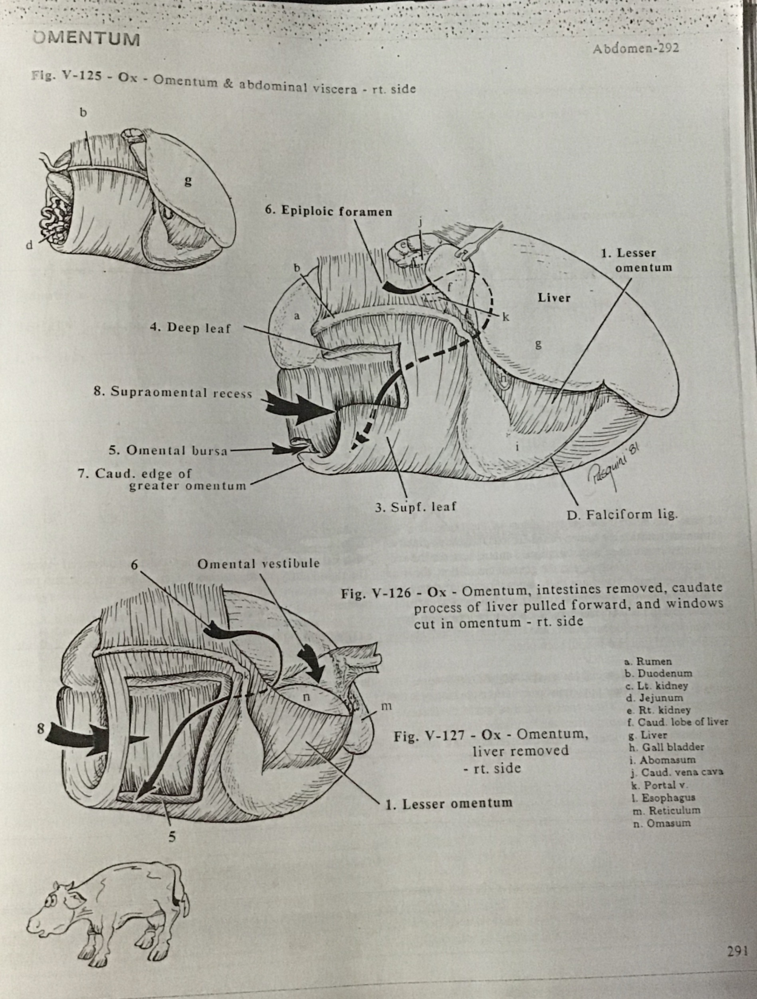 OMENTUM
Abdomen-292
Fig. V-125 - Ox - Omentum & abdominal viscera - rt. side
b
g
d
6. Epiploic foramen
j
e
1. Lesser
omentum
b
f
Liver
a
k
4. Deep leaf
g
h
8. Supraomental recess
i
5. Omental bursa
Pasquini '81
7. Caud. edge of
greater omentum
3. Supf. leaf
D. Falciform lig.
6
Omental vestibule
Fig. V-126 - Ox - Omentum, intestines removed, caudate
process of liver pulled forward, and windows
cut in omentum - rt. side
a. Rumen
b. Duodenum
c. Lt. kidney
d. Jejunum
e. Rt. kidney
f. Caud. lobe of liver
g. Liver
h. Gall bladder
i. Abomasum
j. Caud. vena cava
k. Portal v.
l. Esophagus
m. Reticulum
n. Omasum
n
m
8
Fig. V-127 - Ox - Omentum,
liver removed
- rt. side
1. Lesser omentum
5
291